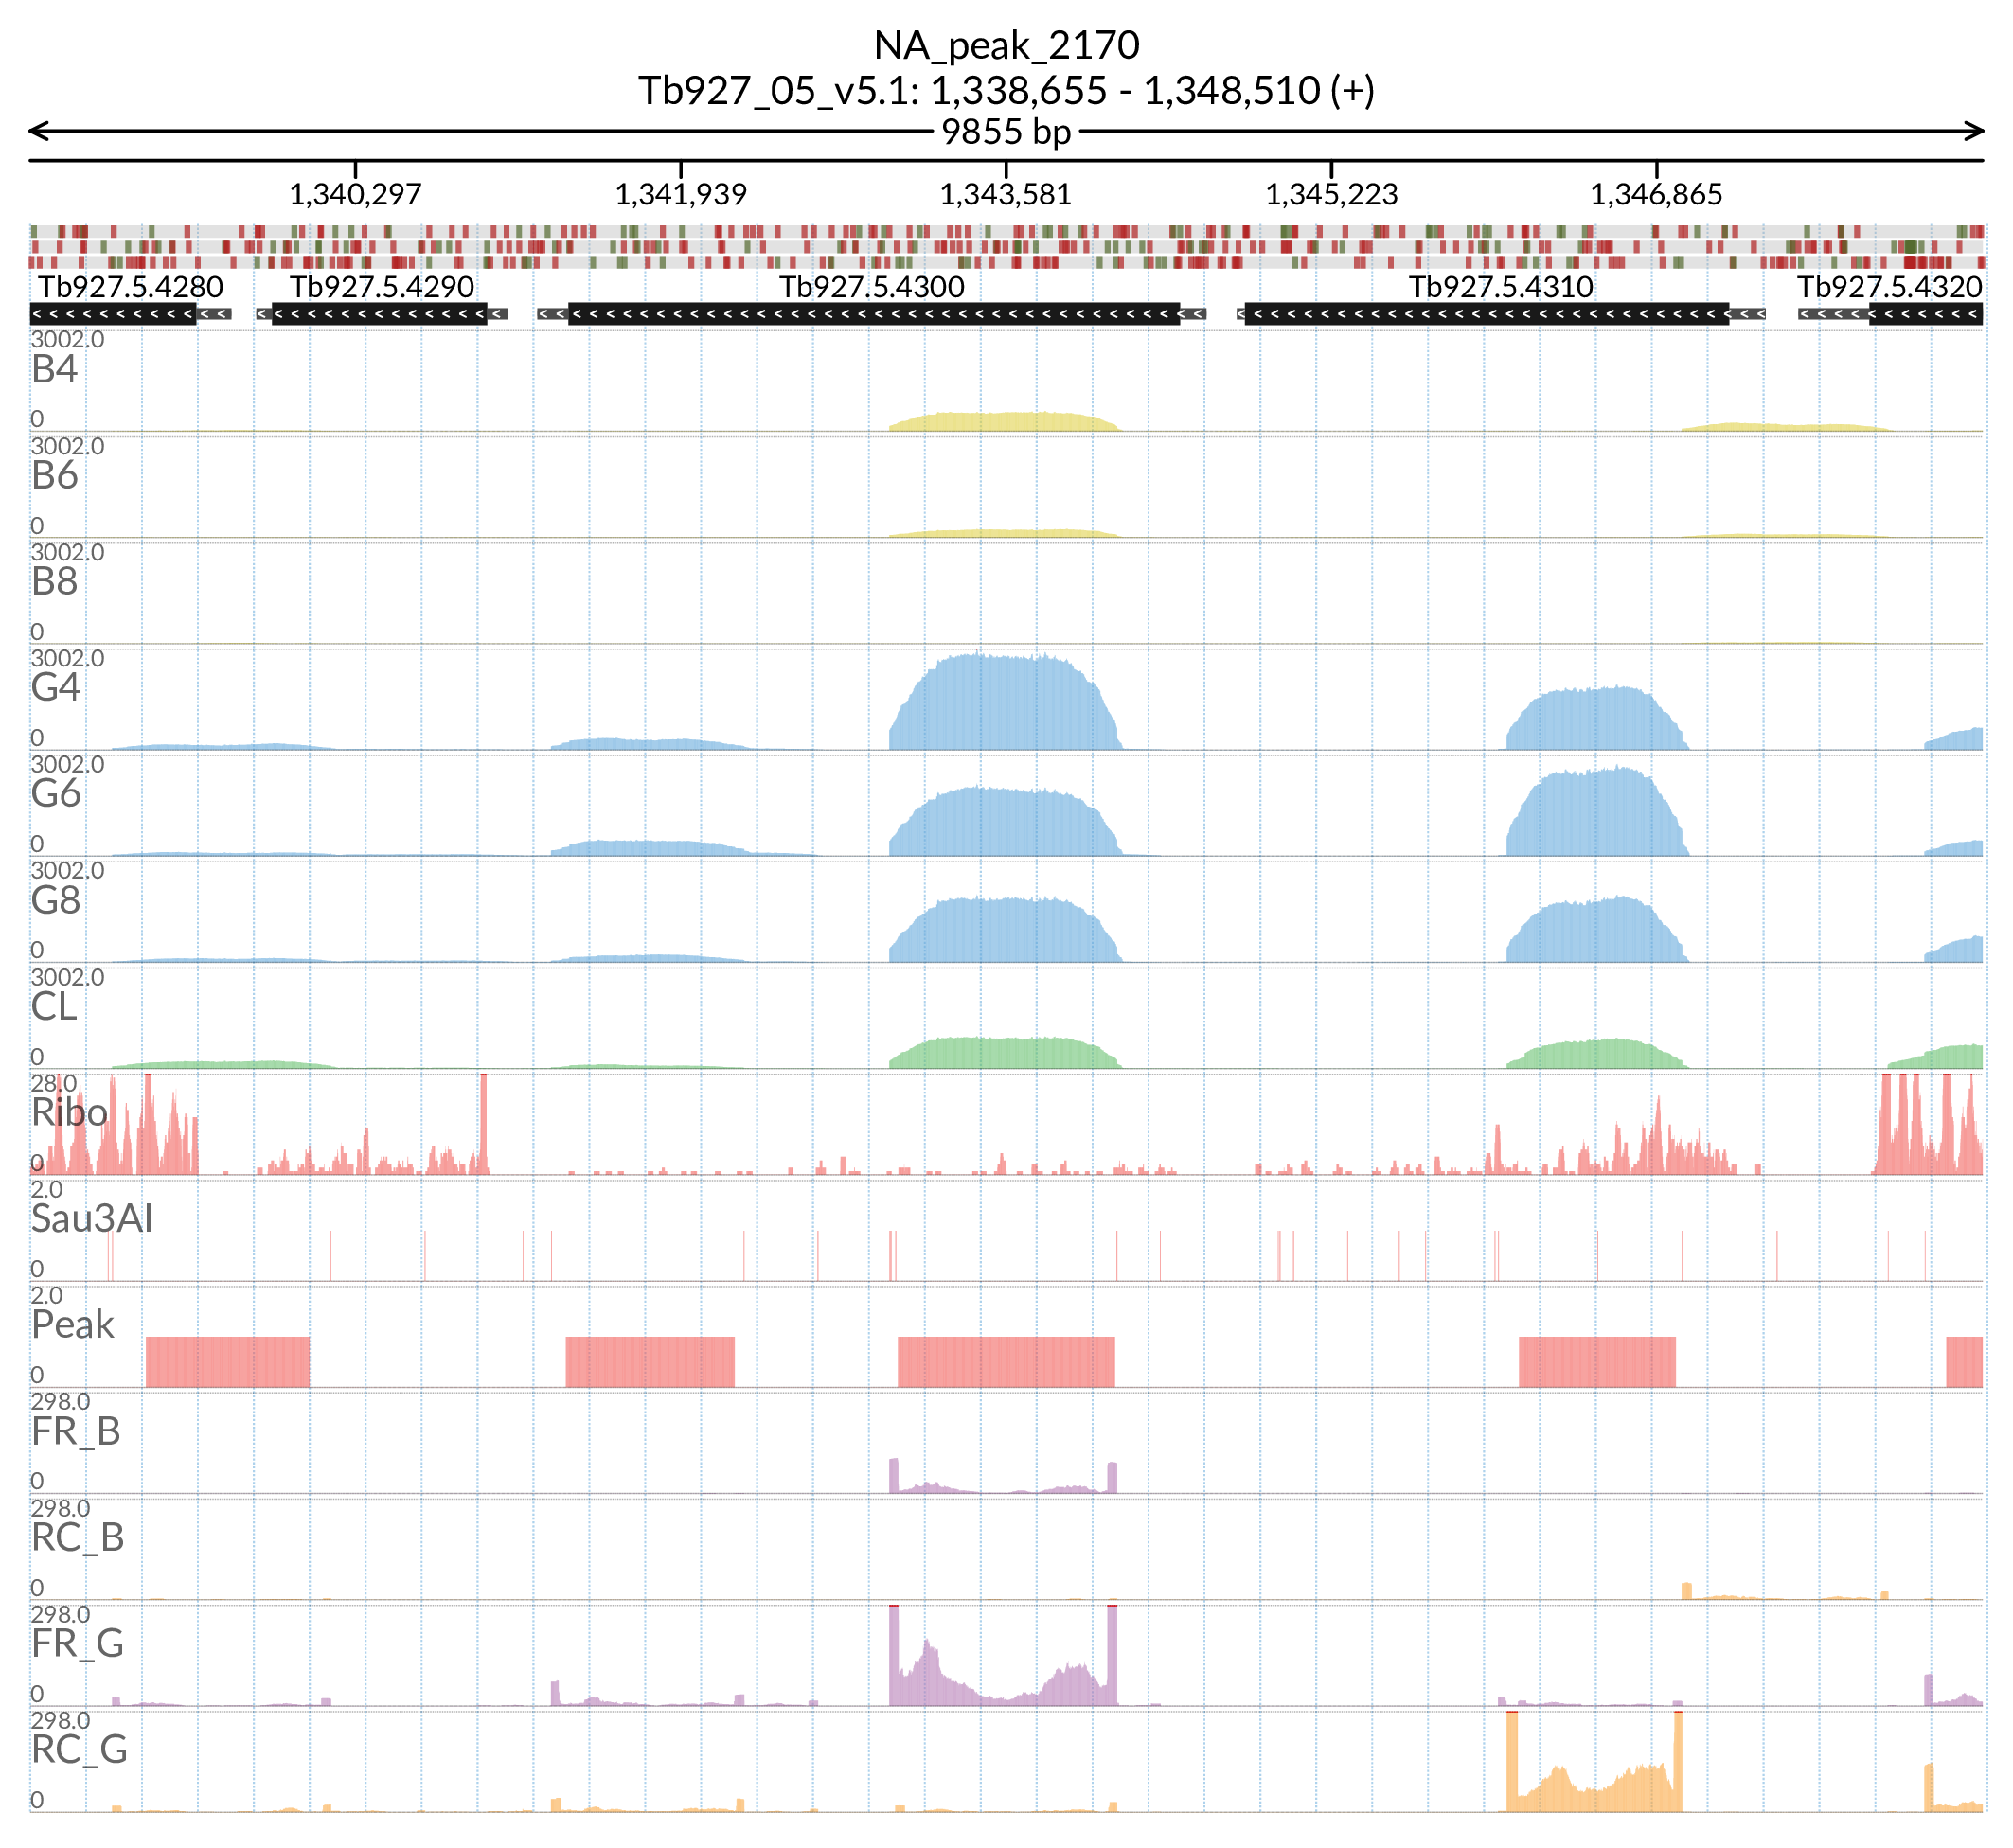 NA_peak_2170
Tb927_05_v5.1: 1,338,655 - 1,348,510 (+)
9855 bp
1,340,297 1,341,939 1,343,581 1,345,223 1,346,865
Tb927.5.4280 Tb927.5.4290 Tb927.5.4300 Tb927.5.4310 Tb927.5.4320
3002.0
B4
0
3002.0
B6
0
3002.0
B8
0
3002.0
G4
0
3002.0
G6
0
3002.0
G8
0
3002.0
CL
0
28.0
Ribo
0
2.0
Sau3AI
0
2.0
Peak
0
298.0
FR_B
0
298.0
RC_B
0
298.0
FR_G
0
298.0
RC_G
0